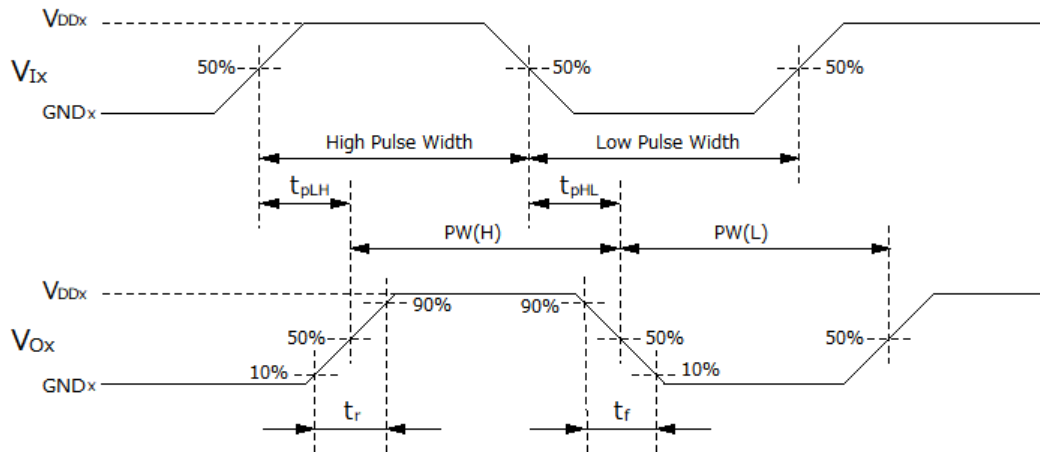 VDDx
VIx
50%
50%
50%
GNDx
High Pulse Width
Low Pulse Width
tpLH
tpHL
PW(H)
PW(L)
VDDx
90%
90%
VOx
50%
50%
50%
10%
10%
GNDx
tr
tf